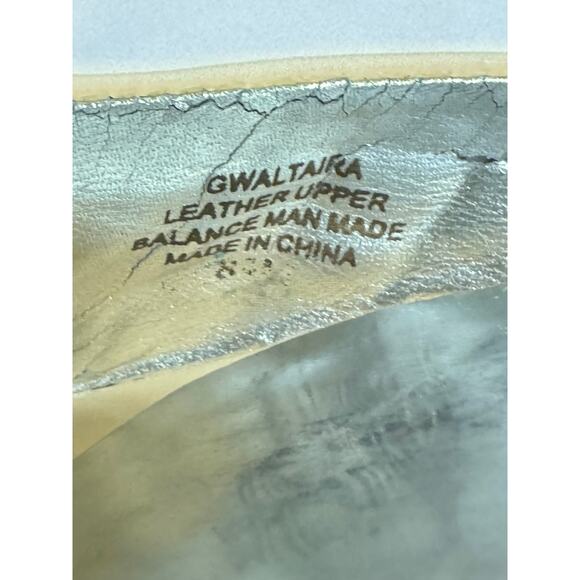 GWALTAIRA
LEATHER UPPER
BALANCE MAN MADE
MADE IN CHINA